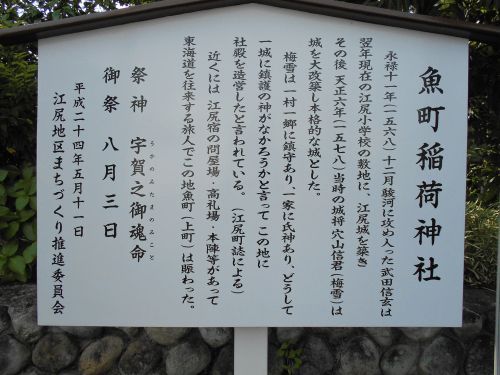 魚町稲荷神社
永禄十一年（一五六八）十二月駿河に攻め入った武田信玄は
翌年現在の江尻小学校の敷地に、江尻城を築き
その後 天正六年（一五七八）当時の城将穴山信君（梅雪）は
城を大改築し本格的な城とした。
梅雪は一村一郷に鎮守あり、一家に氏神あり、どうして
一城に鎮護の神がなかろうかと言って この地に
社殿を造営したと言われている。（江尻町誌による）
近くには 江尻宿の問屋場・高札場・本陣等があって
東海道を往来する旅人でこの地魚町（上町）は賑わった。
祭神 宇賀之御魂命
うかのみたまのみこと
御祭 八月三日
平成二十四年五月十一日
江尻地区まちづくり推進委員会